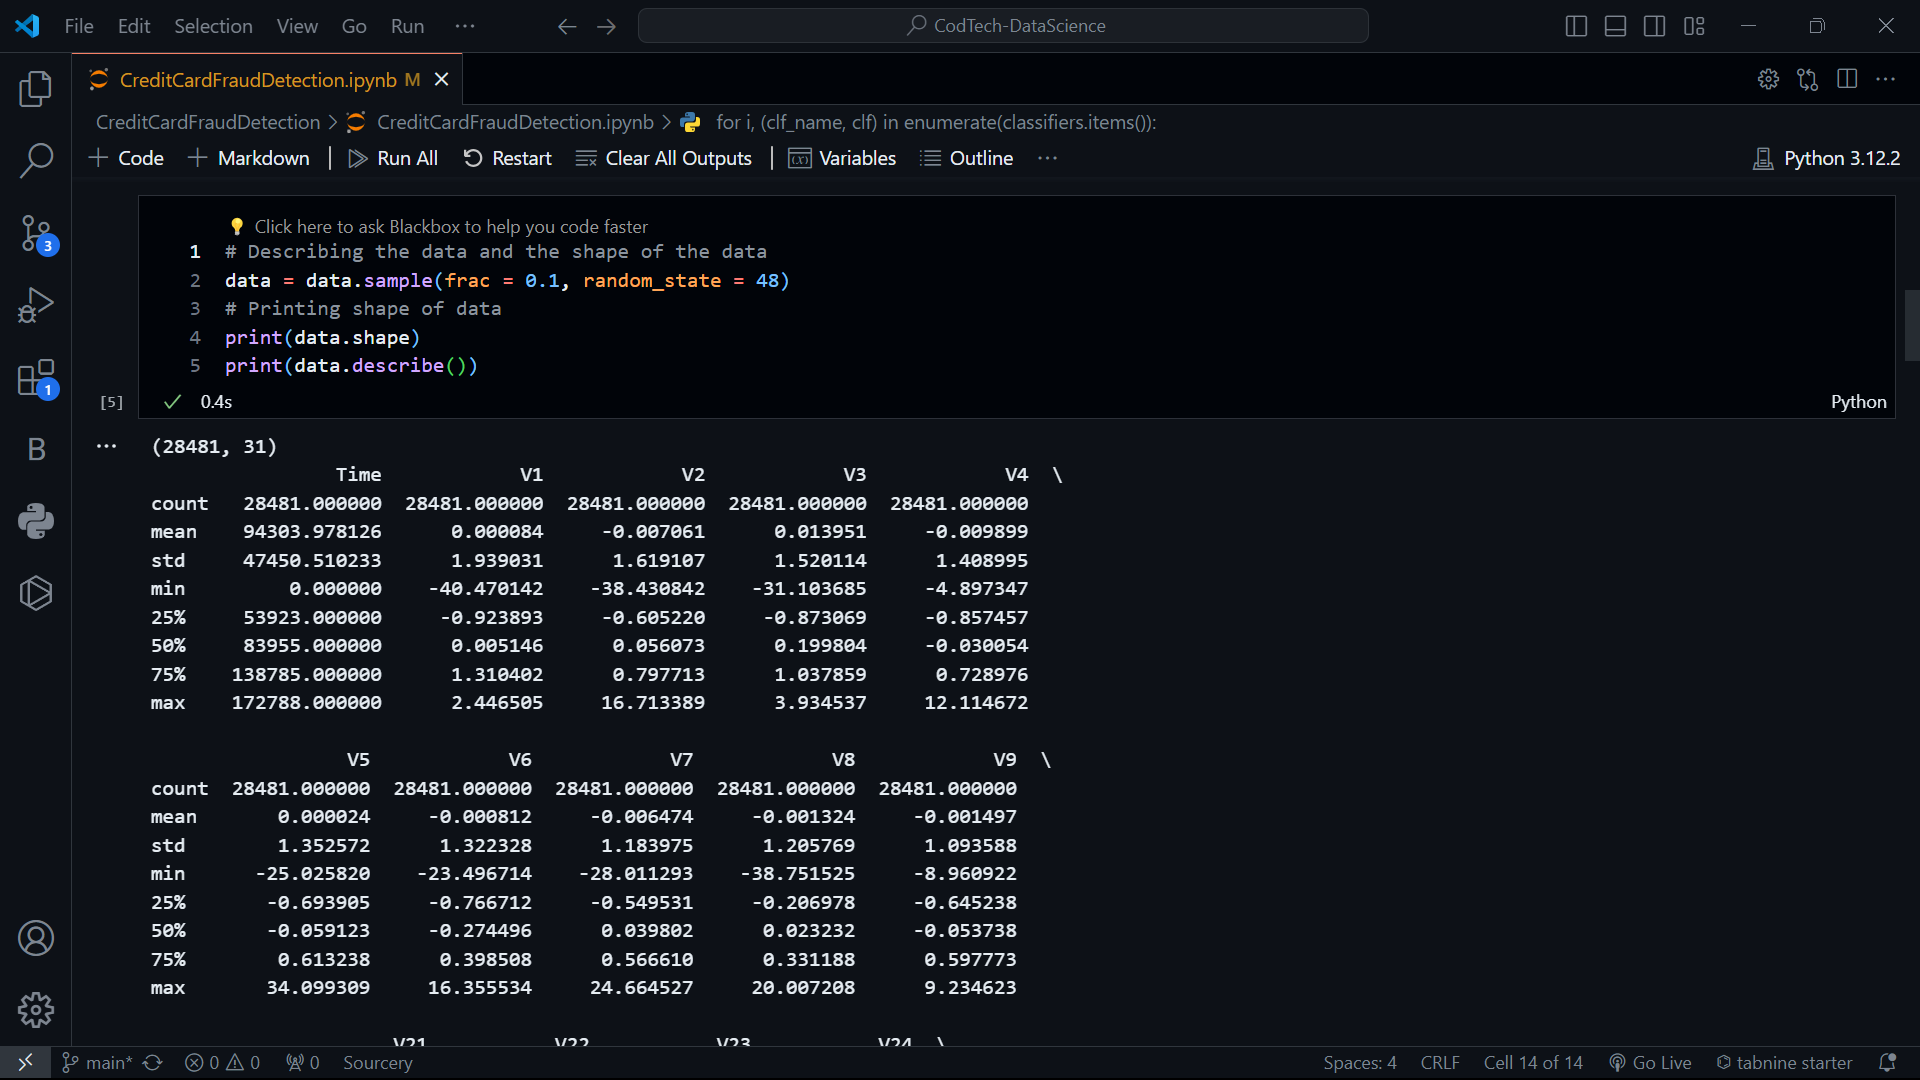 File Edit Selection View Go Run ··· ← → CodTech-DataScience
CreditCardFraudDetection.ipynb M
CreditCardFraudDetection > CreditCardFraudDetection.ipynb > for i, (clf_name, clf) in enumerate(classifiers.items()):
+ Code + Markdown | Run All Restart Clear All Outputs | Variables Outline ··· Python 3.12.2
Click here to ask Blackbox to help you code faster
1 # Describing the data and the shape of the data
2 data = data.sample(frac = 0.1, random_state = 48)
3 # Printing shape of data
4 print(data.shape)
5 print(data.describe())
[5] ✓ 0.4s Python
··· (28481, 31)
Time V1 V2 V3 V4 \
count 28481.000000 28481.000000 28481.000000 28481.000000 28481.000000
mean 94303.978126 0.000084 -0.007061 0.013951 -0.009899
std 47450.510233 1.939031 1.619107 1.520114 1.408995
min 0.000000 -40.470142 -38.430842 -31.103685 -4.897347
25% 53923.000000 -0.923893 -0.605220 -0.873069 -0.857457
50% 83955.000000 0.005146 0.056073 0.199804 -0.030054
75% 138785.000000 1.310402 0.797713 1.037859 0.728976
max 172788.000000 2.446505 16.713389 3.934537 12.114672
V5 V6 V7 V8 V9 \
count 28481.000000 28481.000000 28481.000000 28481.000000 28481.000000
mean 0.000024 -0.000812 -0.006474 -0.001324 -0.001497
std 1.352572 1.322328 1.183975 1.205769 1.093588
min -25.025820 -23.496714 -28.011293 -38.751525 -8.960922
25% -0.693905 -0.766712 -0.549531 -0.206978 -0.645238
50% -0.059123 -0.274496 0.039802 0.023232 -0.053738
75% 0.613238 0.398508 0.566610 0.331188 0.597773
max 34.099309 16.355534 24.664527 20.007208 9.234623
V21 V22 V23 V24 \
3
1
B
main* 0 0 0 Sourcery Spaces: 4 CRLF Cell 14 of 14 Go Live tabnine starter